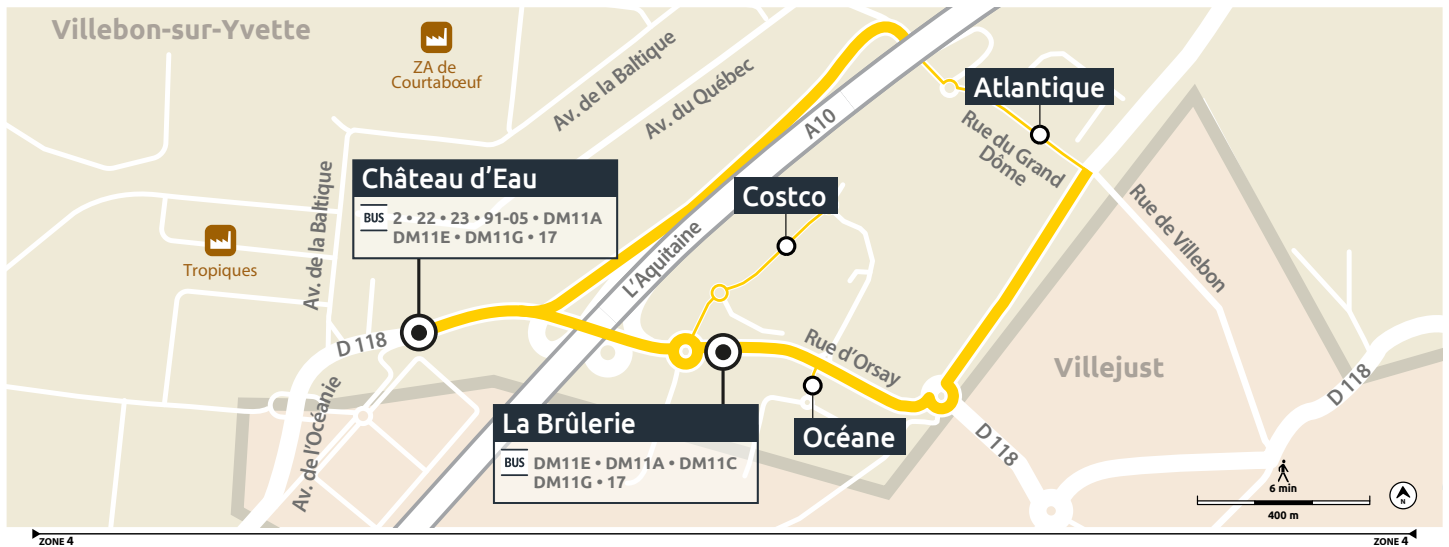 Villebon-sur-Yvette
ZA de
Courtabœuf
Av. de la Baltique
Av. du Québec
A10
Atlantique
Rue du Grand
Dôme
Château d’Eau
BUS 2 • 22 • 23 • 91-05 • DM11A
DM11E • DM11G • 17
Av. de la Baltique
Tropiques
Costco
L’Aquitaine
Rue de Villebon
D 118
Rue d’Orsay
Villejust
D 118
Av. de l’Océanie
La Brûlerie
BUS DM11E • DM11A • DM11C
DM11G • 17
Océane
D 118
6 min
400 m
N
ZONE 4
ZONE 4